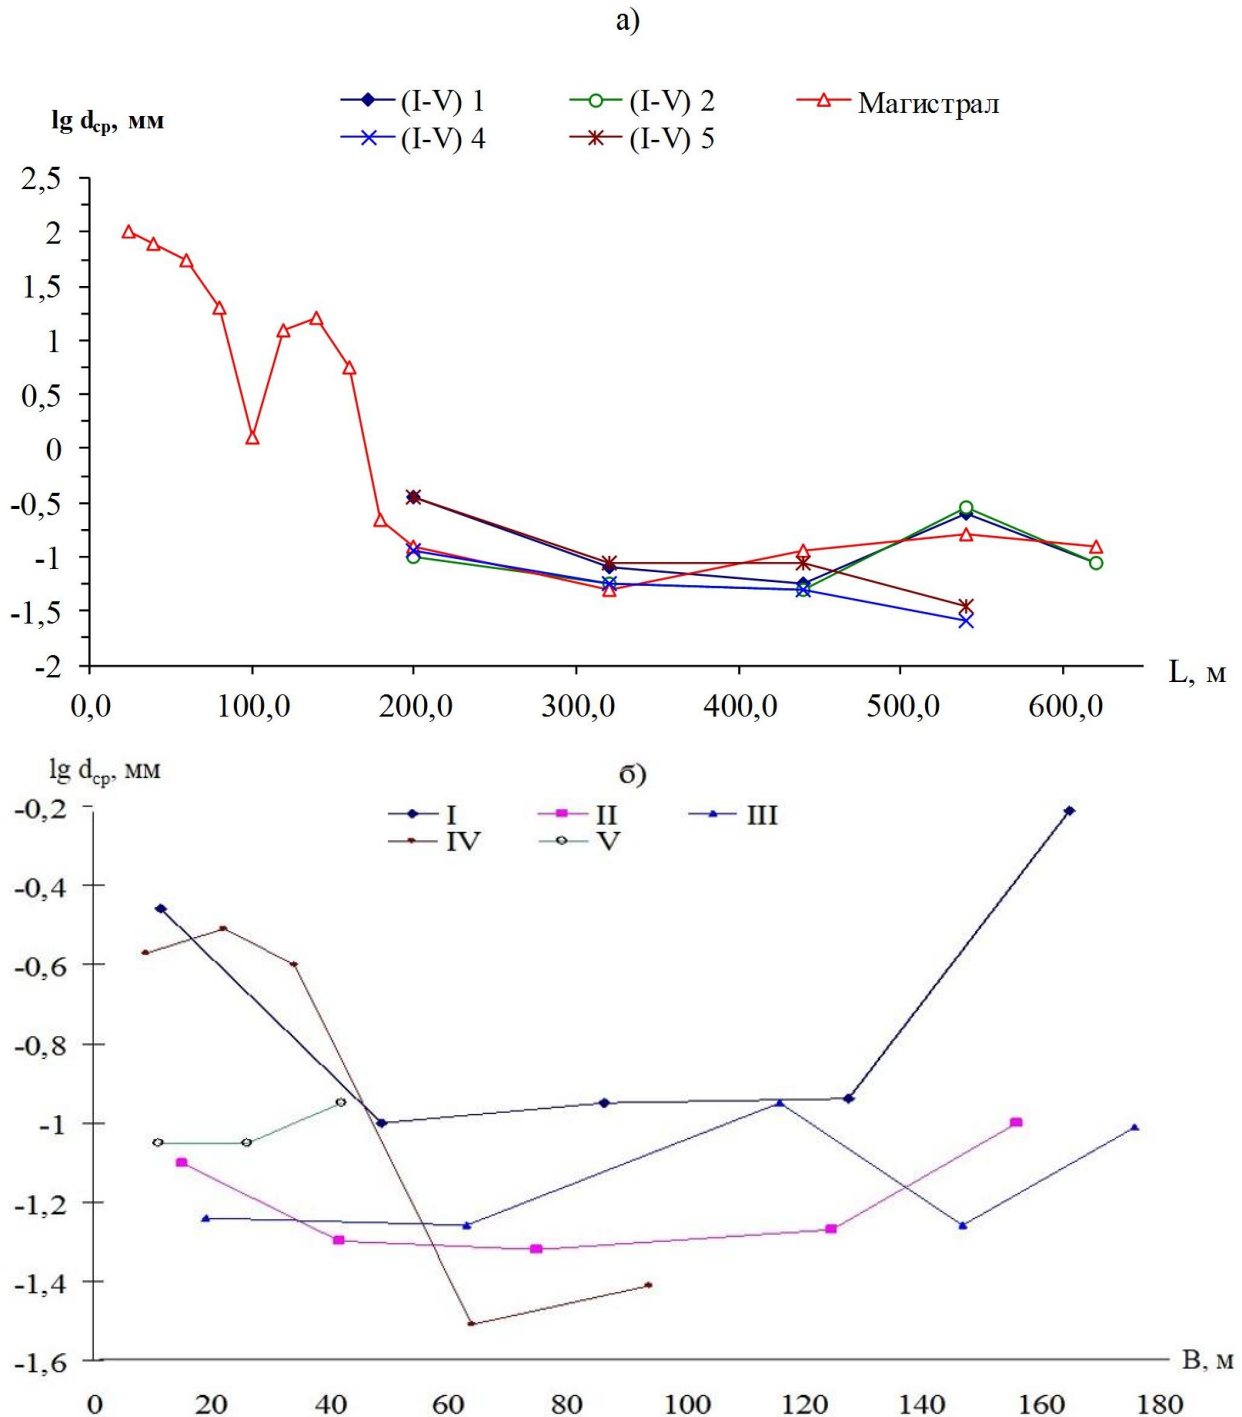 а)
(I-V) 1 (I-V) 2 Магистрал
lg dср, мм
(I-V) 4 (I-V) 5
2,5
2
1,5
1
0,5
0
-0,5
-1
-1,5
-2
L, м
0,0 100,0 200,0 300,0 400,0 500,0 600,0
lg dср, мм
б)
-0,2
I II III
IV V
-0,4
-0,6
-0,8
-1
-1,2
-1,4
-1,6
В, м
0 20 40 60 80 100 120 140 160 180